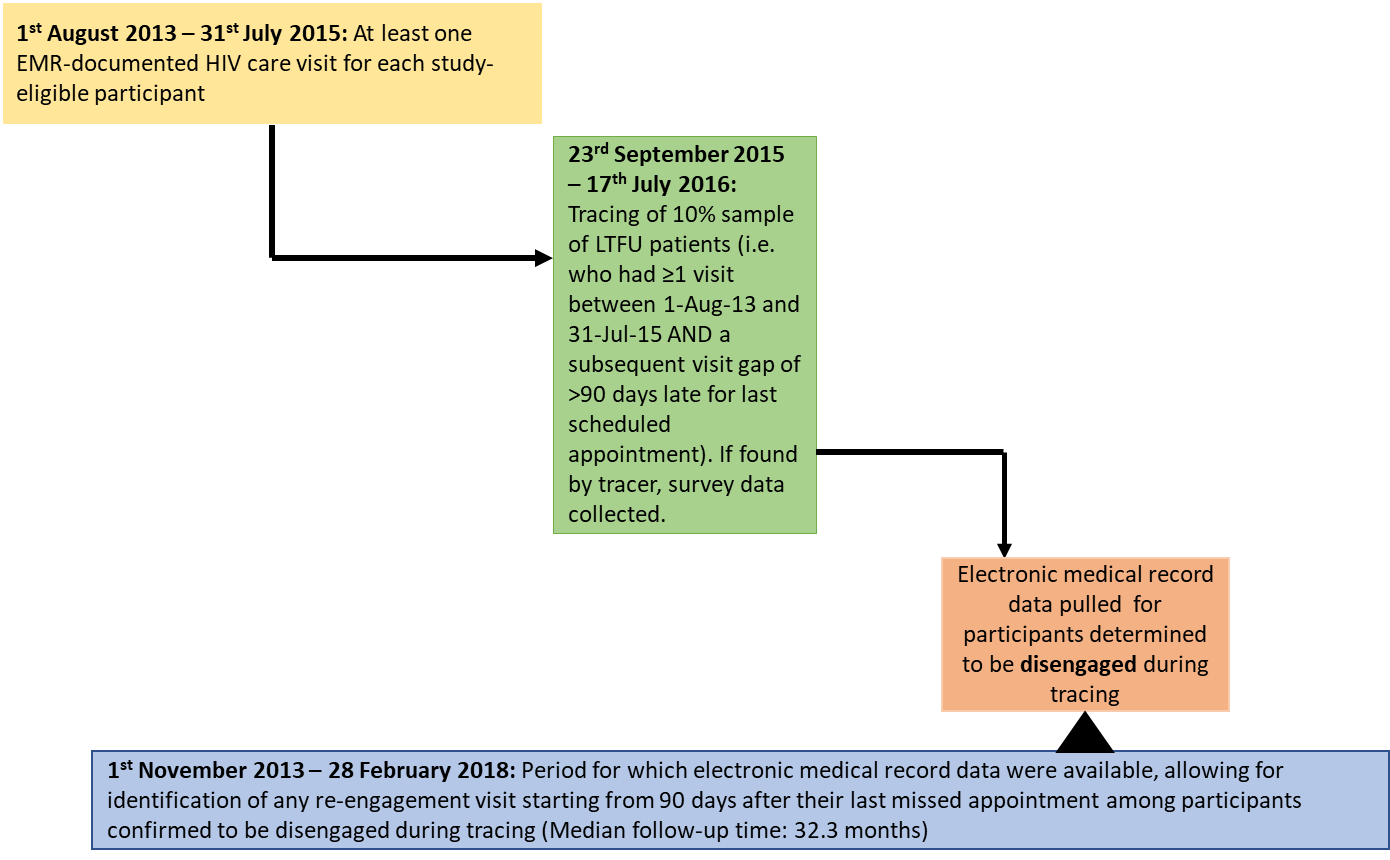 1st August 2013 – 31st July 2015: At least one
EMR-documented HIV care visit for each study-
eligible participant
23rd September 2015
– 17th July 2016:
Tracing of 10% sample
of LTFU patients (i.e.
who had ≥1 visit
between 1-Aug-13 and
31-Jul-15 AND a
subsequent visit gap of
>90 days late for last
scheduled
appointment). If found
by tracer, survey data
collected.
Electronic medical record
data pulled  for
participants determined
to be disengaged during
tracing
1st November 2013 – 28 February 2018: Period for which electronic medical record data were available, allowing for
identification of any re-engagement visit starting from 90 days after their last missed appointment among participants
confirmed to be disengaged during tracing (Median follow-up time: 32.3 months)